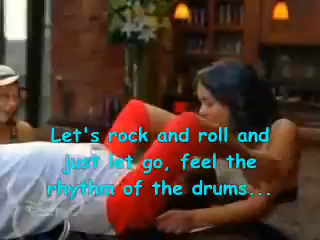 Let's rock and roll and
just let go, feel the
rhythm of the drums...